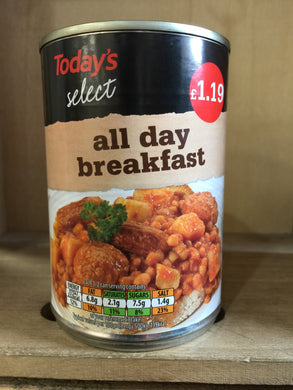 Today's
select
£1.19
all day
breakfast
ENERGY FAT SATURATES SUGARS SALT
6.8g 2.1g 7.5g 1.4g
12% 10% 11% 8% 23%